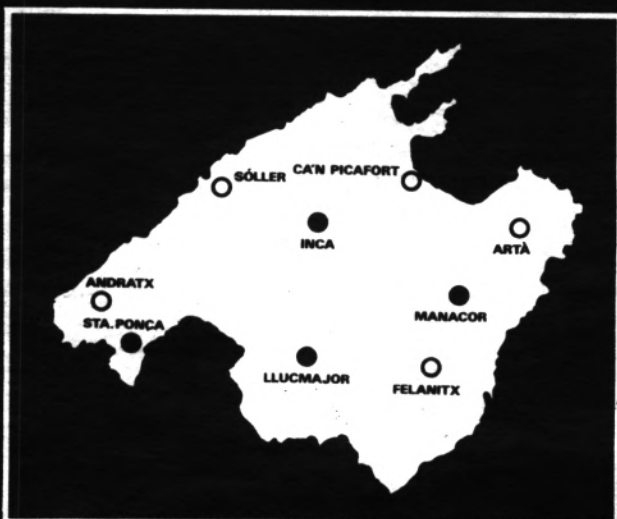 SÓLLER
CA'N PICAFORT
INCA
ARTÀ
ANDRATX
MANACOR
STA. PONÇA
LLUCMAJOR
FELANITX